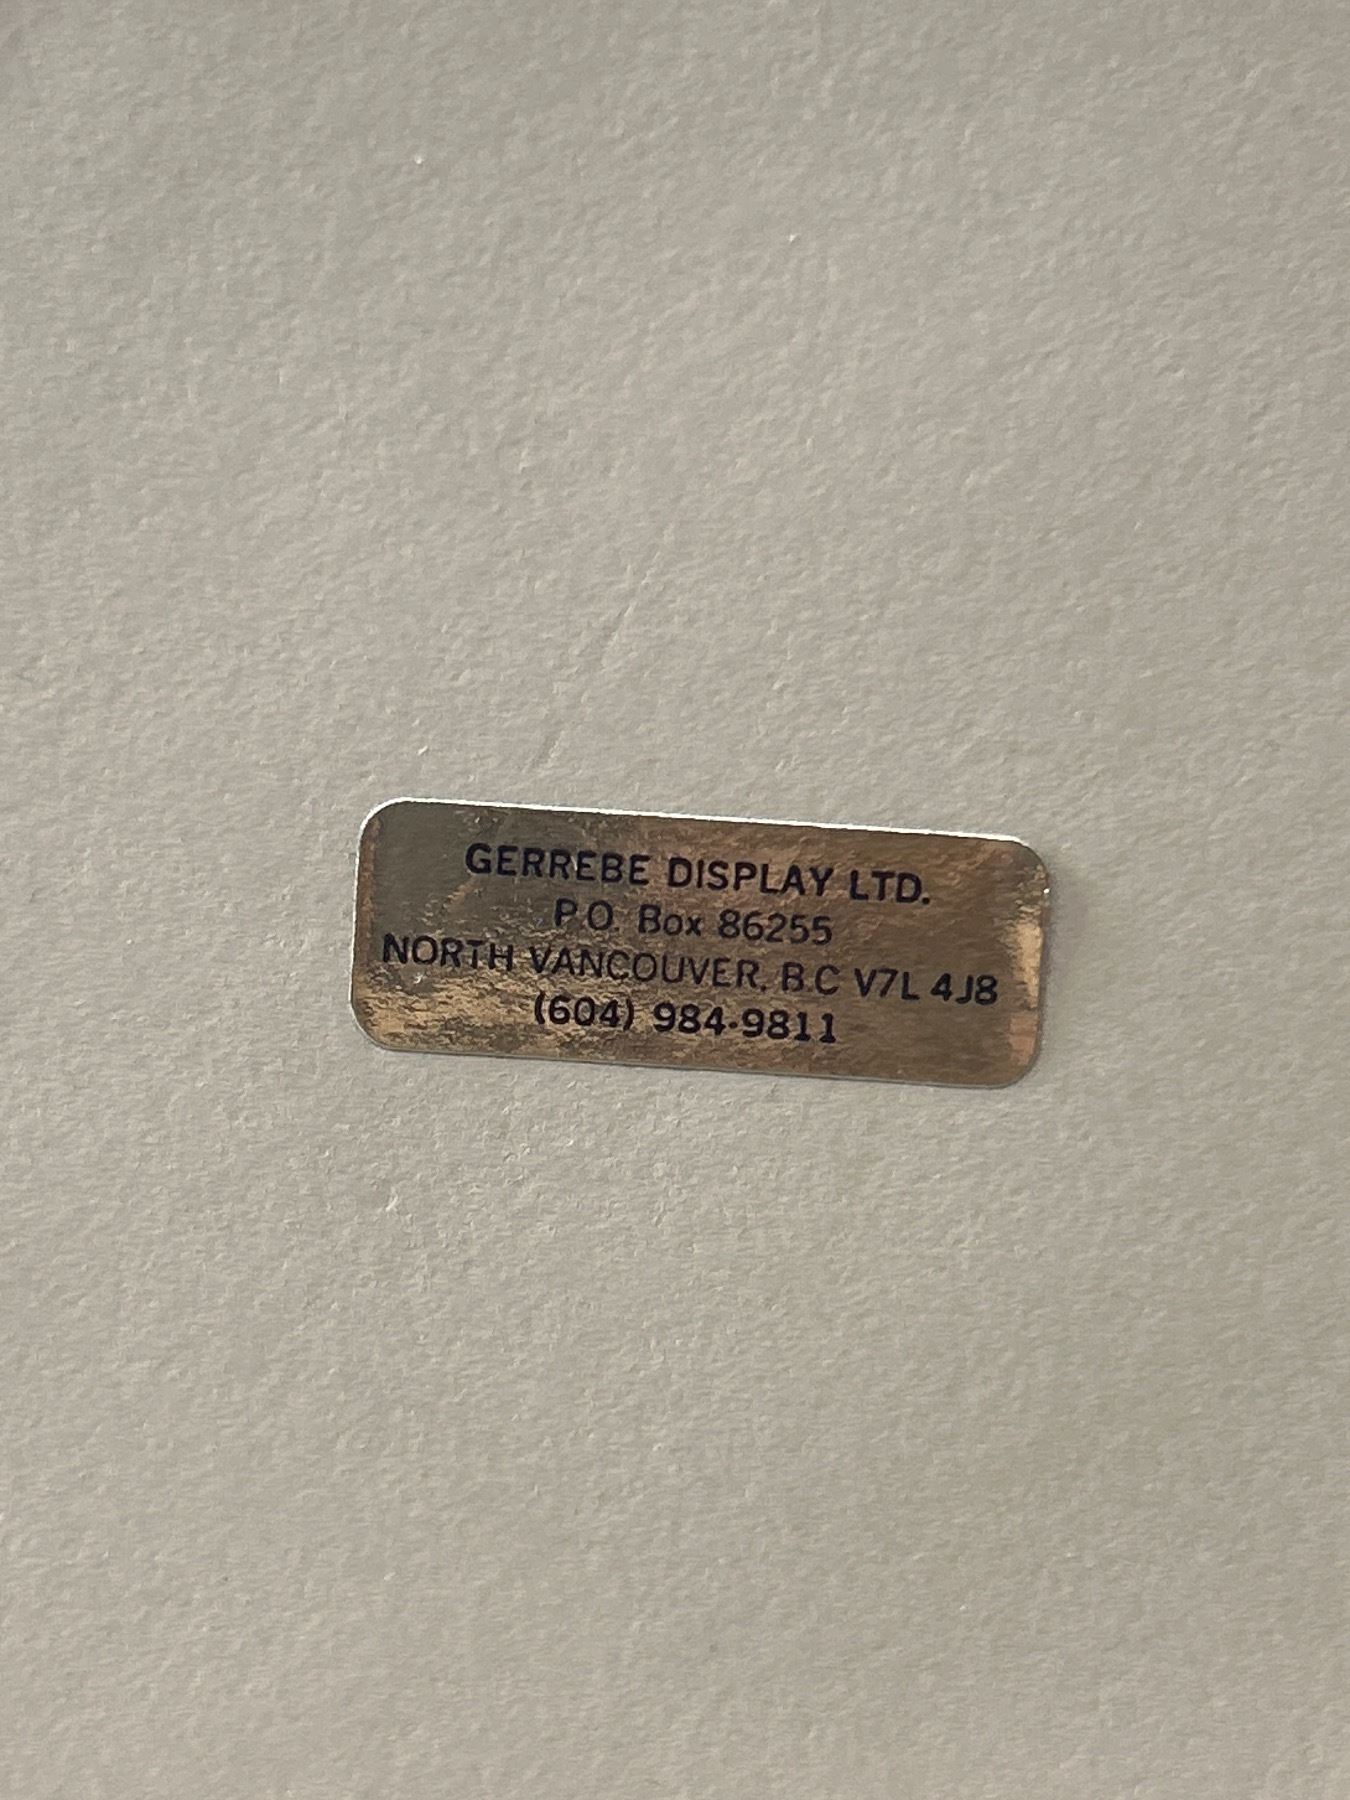 GERREBE DISPLAY LTD.
P.O. Box 86255
NORTH VANCOUVER, B.C V7L 4J8
(604) 984-9811